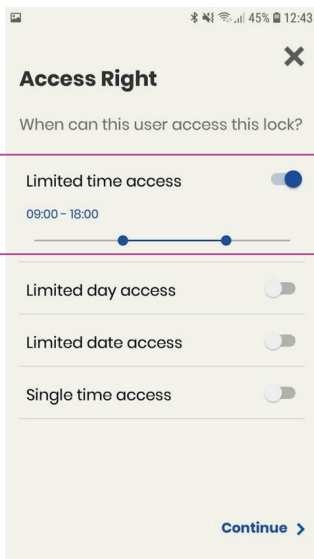 45% 12:43
Access Right
When can this user access this lock?
Limited time access
09:00 - 18:00
Limited day access
Limited date access
Single time access
Continue